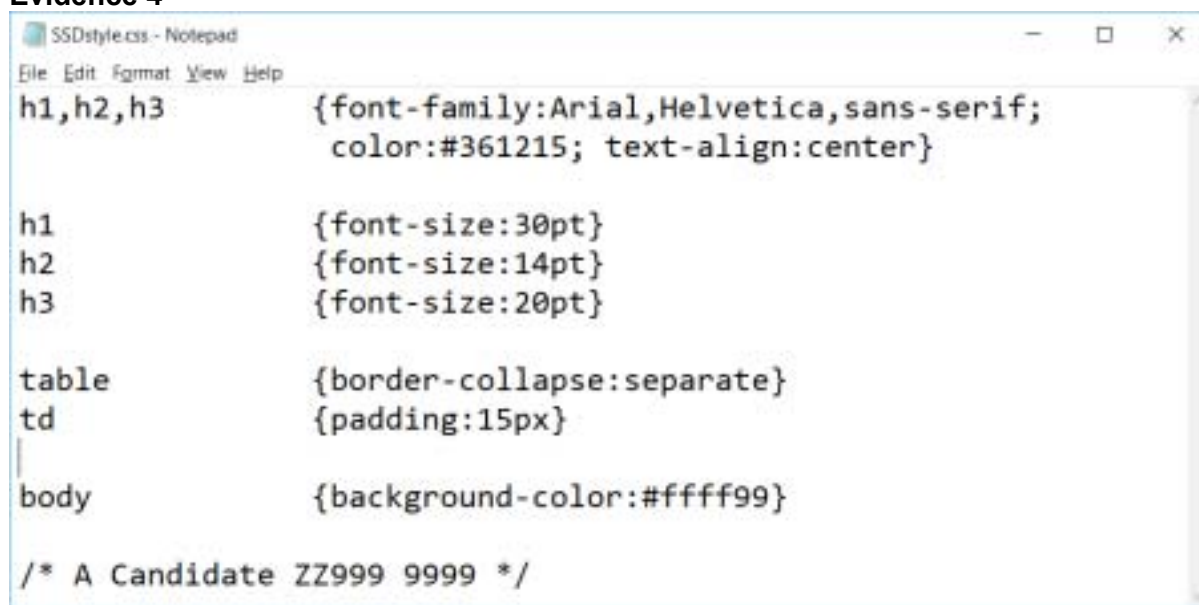 Evidence 4
SSDstyle.css - Notepad
File Edit Format View Help
h1,h2,h3 {font-family:Arial,Helvetica,sans-serif;
color:#361215; text-align:center}
h1 {font-size:30pt}
h2 {font-size:14pt}
h3 {font-size:20pt}
table {border-collapse:separate}
td {padding:15px}
body {background-color:#ffff99}
/* A Candidate ZZ999 9999 */